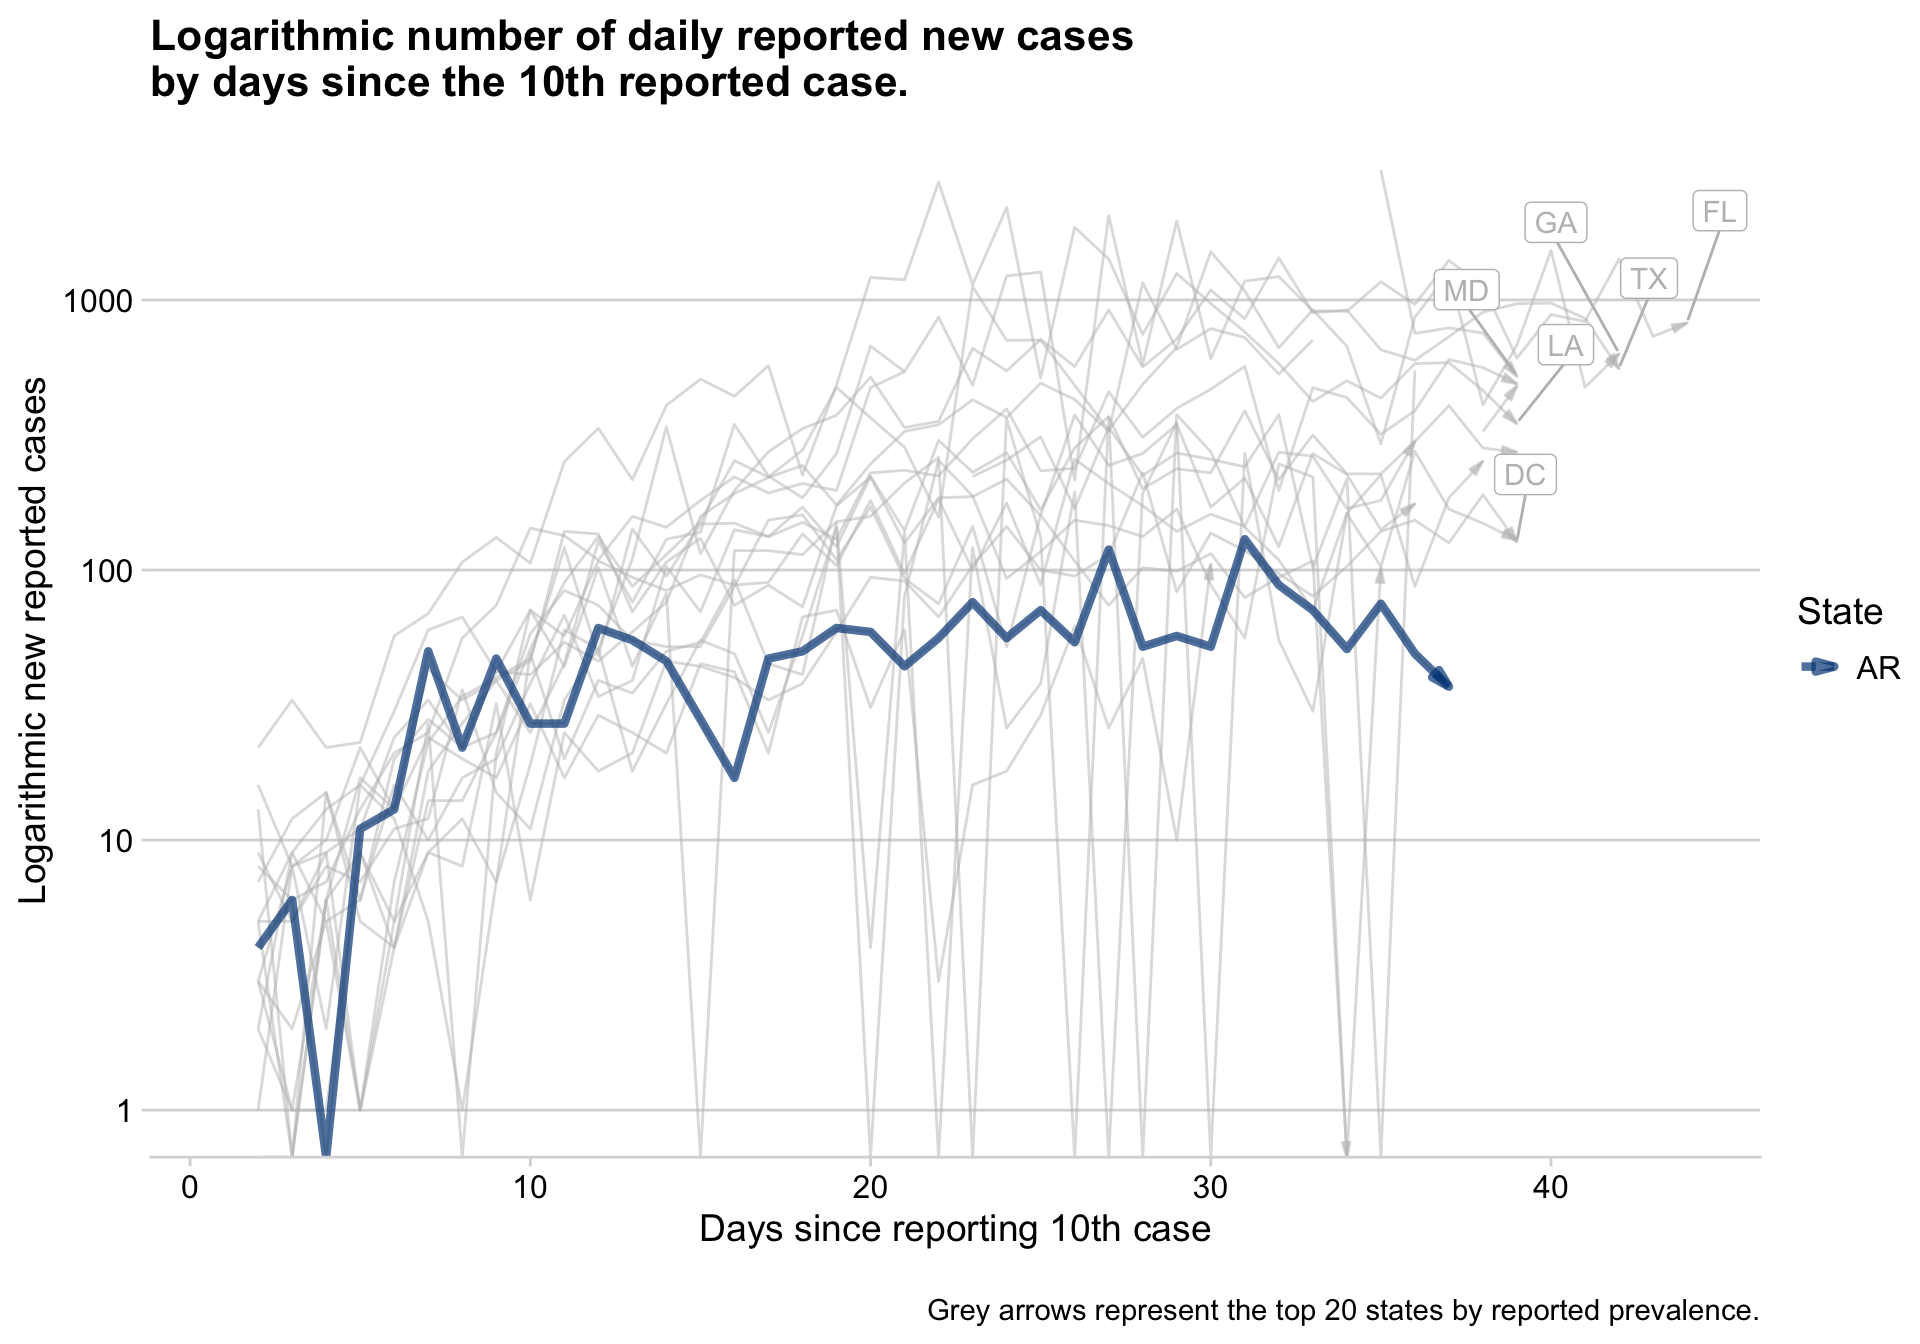 Logarithmic number of daily reported new cases
by days since the 10th reported case.
Logarithmic new reported cases
1000
100
10
1
GA
FL
TX
MD
LA
DC
State
AR
0
10
20
30
40
Days since reporting 10th case
Grey arrows represent the top 20 states by reported prevalence.